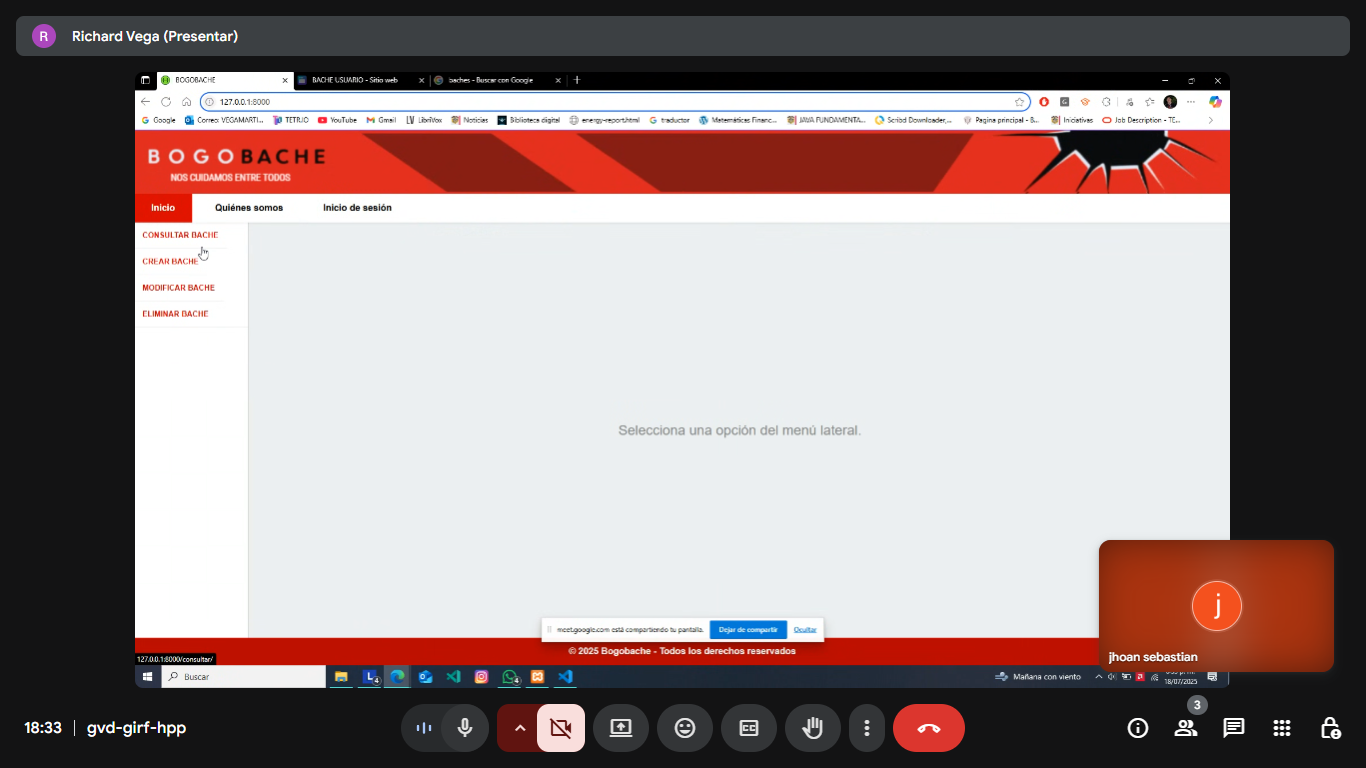 R Richard Vega (Presentar)
BOGOBACHE
BACHE USUARIO - Sitio web
baches - Buscar con Google
127.0.0.1:8000
Google
Correo: VEGAMARTI...
TETRJO
YouTube
Gmail
LibriVox
Noticias
Biblioteca digital
energy-report.html
traductor
Matemáticas Financ...
JAVA FUNDAMENTA...
Scribd Downloader,...
Pagina principal - B...
Iniciativas
Job Description - TE...
BOGOBACHE
NOS CUIDAMOS ENTRE TODOS
Inicio
Quiénes somos
Inicio de sesión
CONSULTAR BACHE
CREAR BACHE
MODIFICAR BACHE
ELIMINAR BACHE
Selecciona una opción del menú lateral.
meet.google.com está compartiendo tu pantalla.
Dejar de compartir
Ocultar
© 2025 Bogobache - Todos los derechos reservados
j
jhoan sebastian
127.0.0.1:8000/consultar/
Buscar
Mañana con viento
18/07/2025
3
18:33
gvd-girf-hpp
CC